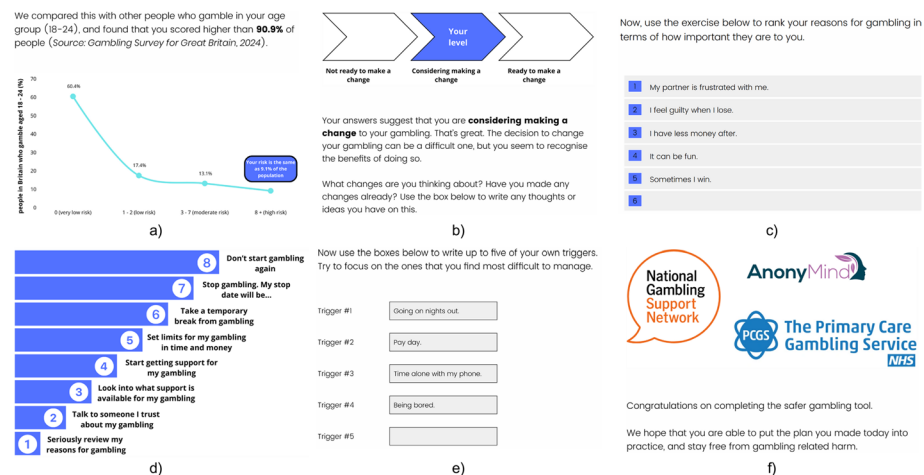 We compared this with other people who gamble in your age
group (18-24), and found that you scored higher than 90.9% of
people (Source: Gambling Survey for Great Britain, 2024).
people in Britain who gamble aged 18 - 24 (%)
70
60
50
40
30
20
10
0
60.4%
17.4%
13.1%
Your risk is the same
as 9.1% of the
population
0 (very low risk)
1 - 2 (low risk)
3 - 7 (moderate risk)
8 + (high-risk)
a)
Your
level
Not ready to make a
change
Considering making a
change
Ready to make a
change
Your answers suggest that you are considering making a
change to your gambling. That's great. The decision to change
your gambling can be a difficult one, but you seem to recognise
the benefits of doing so.
What changes are you thinking about? Have you made any
changes already? Use the box below to write any thoughts or
ideas you have on this.
b)
Now, use the exercise below to rank your reasons for gambling in
terms of how important they are to you.
1 My partner is frustrated with me.
2 I feel guilty when I lose.
3 I have less money after.
4 It can be fun.
5 Sometimes I win.
6
c)
8 Don't start gambling
again
7 Stop gambling. My stop
date will be...
6 Take a temporary
break from gambling
5 Set limits for my gambling
in time and money
4 Start getting support for
my gambling
3 Look into what support is
available for my gambling
2 Talk to someone I trust
about my gambling
1 Seriously review my
reasons for gambling
d)
Now use the boxes below to write up to five of your own triggers.
Try to focus on the ones that you find most difficult to manage.
Trigger #1 Going on nights out.
Trigger #2 Pay day.
Trigger #3 Time alone with my phone.
Trigger #4 Being bored.
Trigger #5
e)
National
Gambling
Support
Network
AnonyMind
PCGS
The Primary Care
Gambling Service
NHS
Congratulations on completing the safer gambling tool.
We hope that you are able to put the plan you made today into
practice, and stay free from gambling related harm.
f)